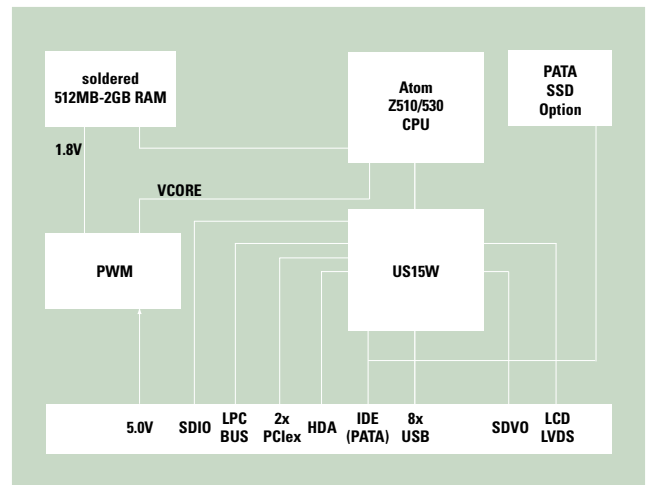 soldered
512MB-2GB RAM
Atom
Z510/530
CPU
PATA
SSD
Option
1.8V
VCORE
PWM
US15W
5.0V
SDIO
LPC
BUS
2x
PCIex
HDA
IDE
(PATA)
8x
USB
SDVO
LCD
LVDS